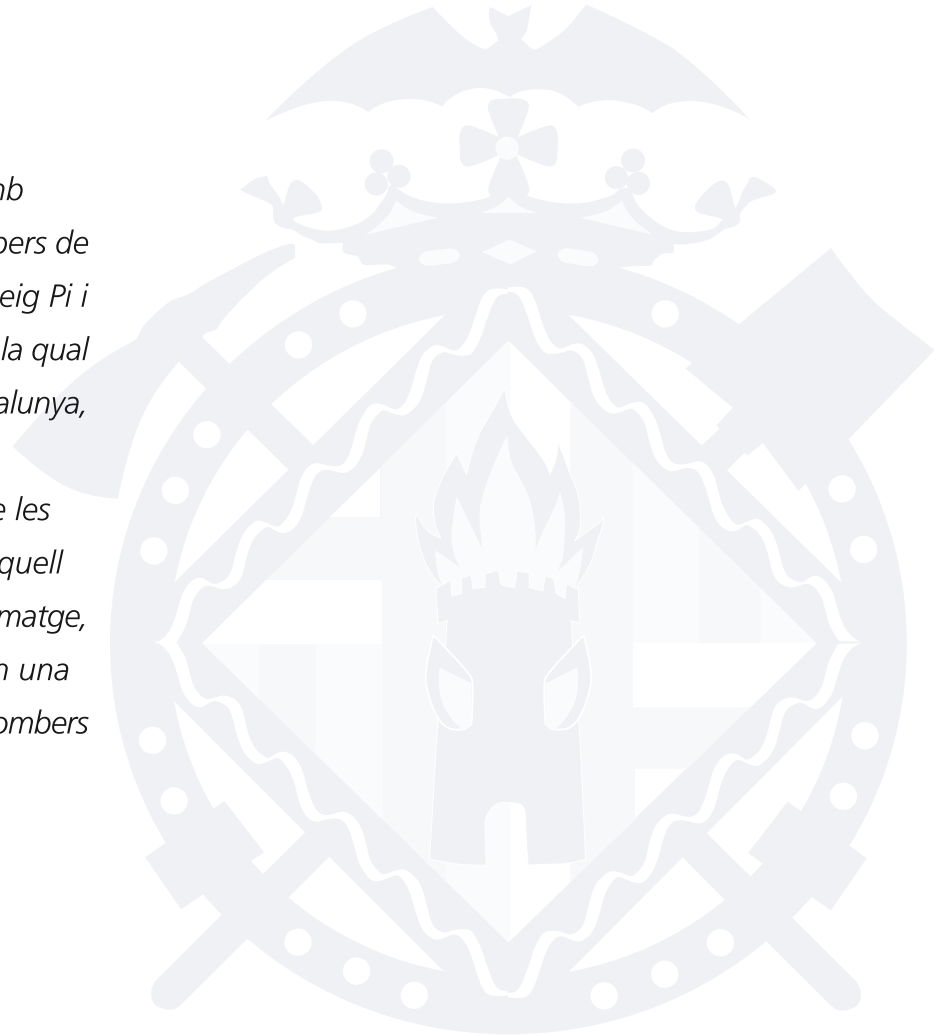 mb
bers de
eig Pi i
la qual
alunya,
e les
quell
matge,
n una
ombers